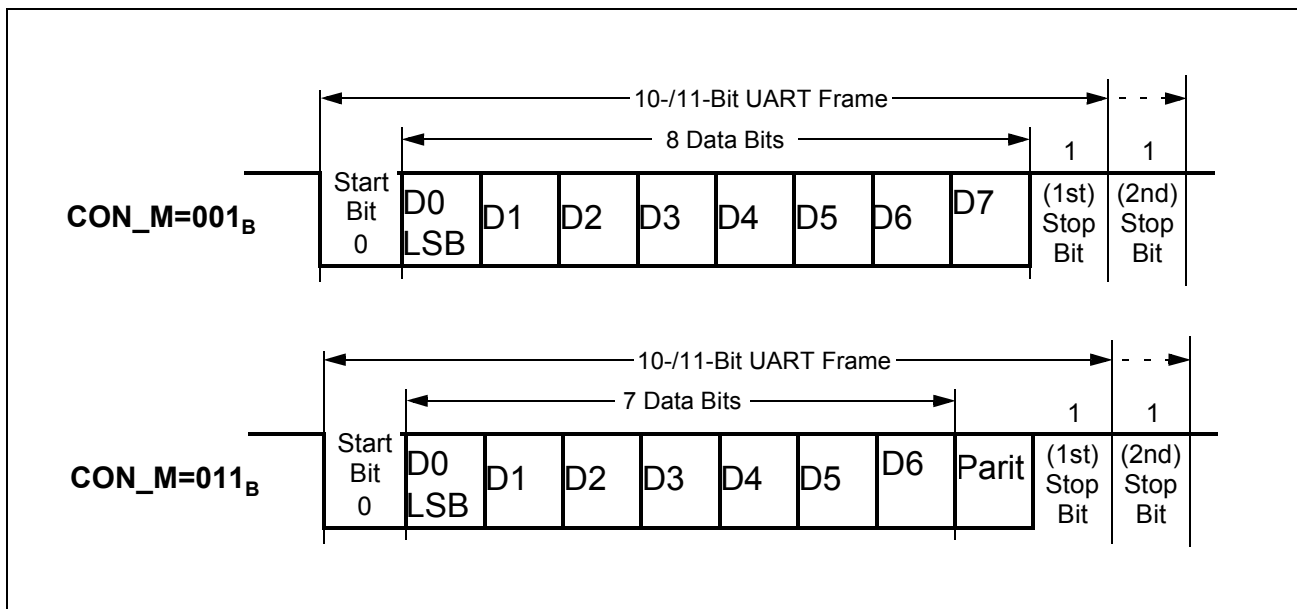 10-/11-Bit UART Frame
8 Data Bits
1 1
CON_M=001B
Start
Bit
0
D0
LSB
D1 D2 D3 D4 D5 D6 D7
(1st)
Stop
Bit
(2nd)
Stop
Bit
10-/11-Bit UART Frame
7 Data Bits
1 1
CON_M=011B
Start
Bit
0
D0
LSB
D1 D2 D3 D4 D5 D6 Parit
(1st)
Stop
Bit
(2nd)
Stop
Bit